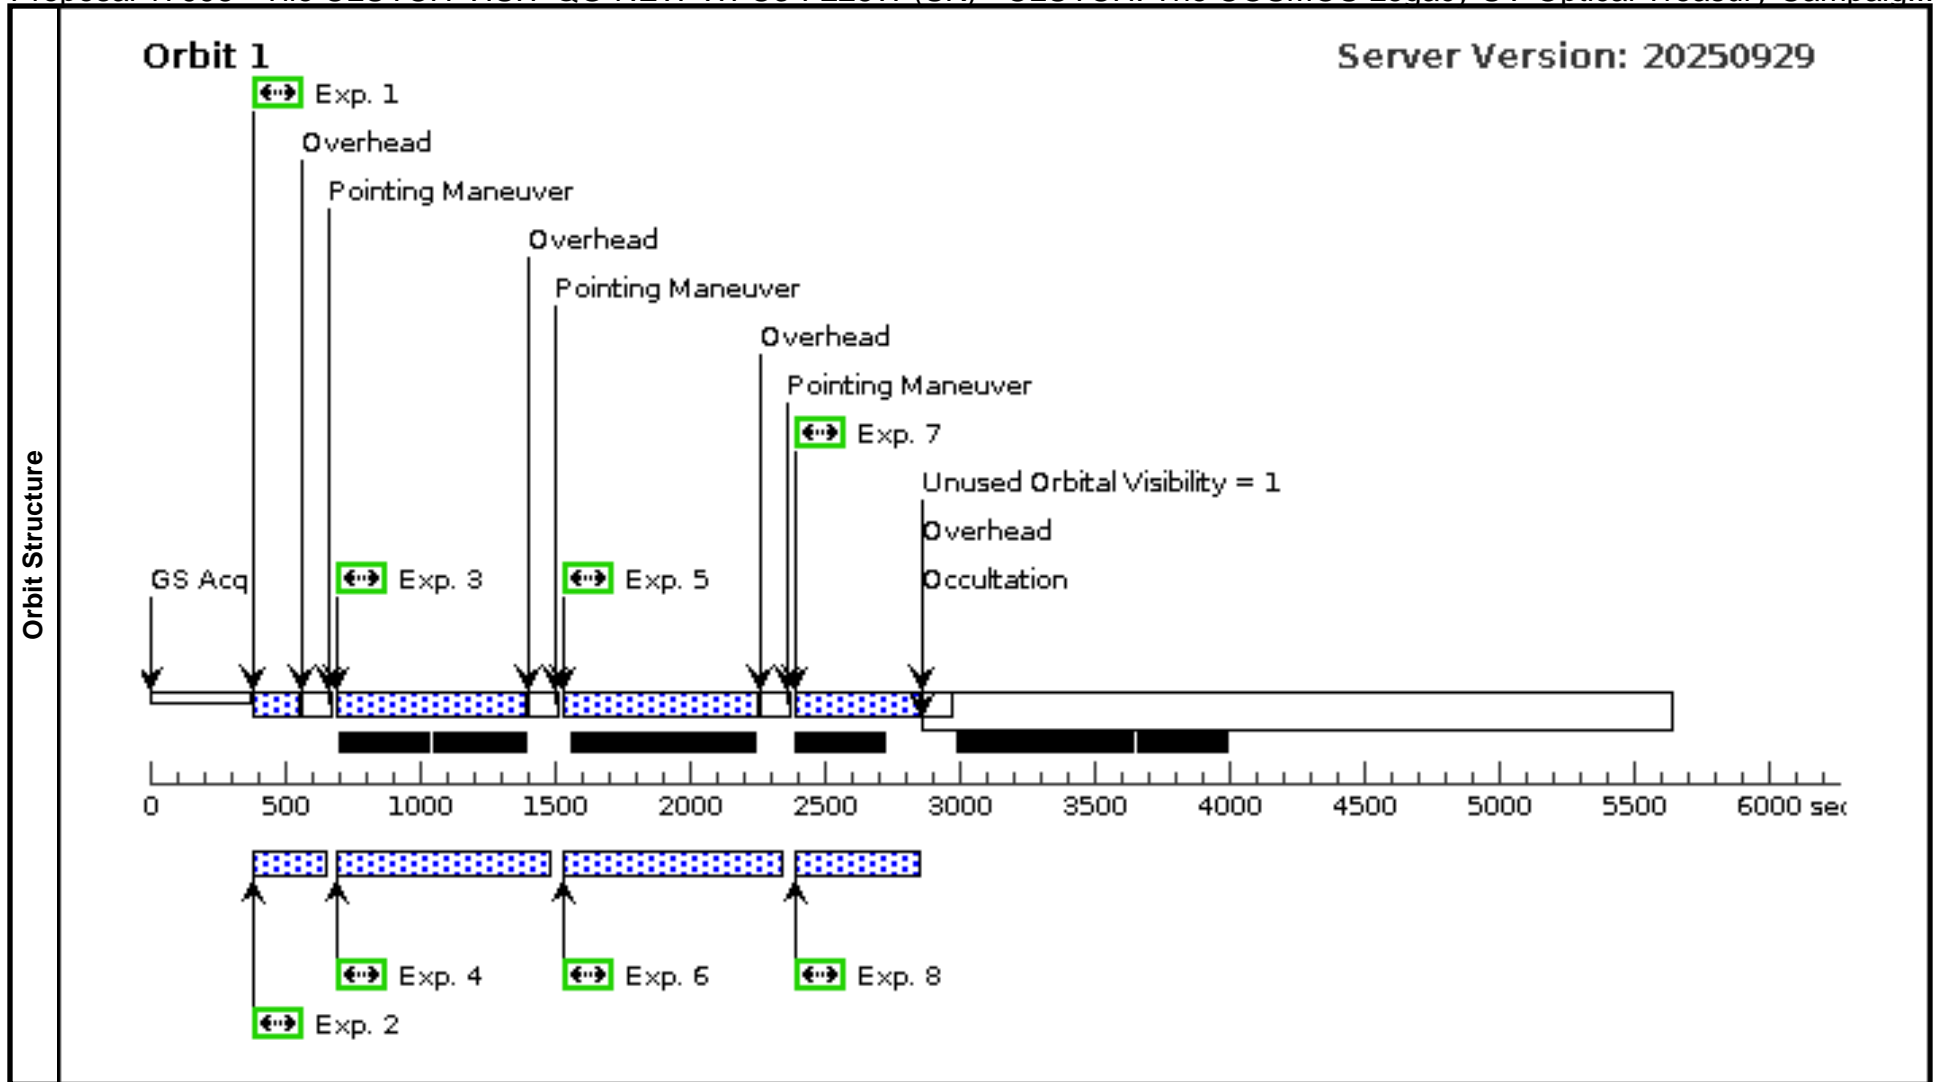 Orbit 1
Server Version: 20250929
Exp. 1
Overhead
Pointing Maneuver
Overhead
Pointing Maneuver
Overhead
Pointing Maneuver
Exp. 7
Unused Orbital Visibility = 1
Overhead
Occultation
GS Acq
Exp. 3
Exp. 5
Orbit Structure
0 500 1000 1500 2000 2500 3000 3500 4000 4500 5000 5500 6000
Exp. 4
Exp. 6
Exp. 8
Exp. 2